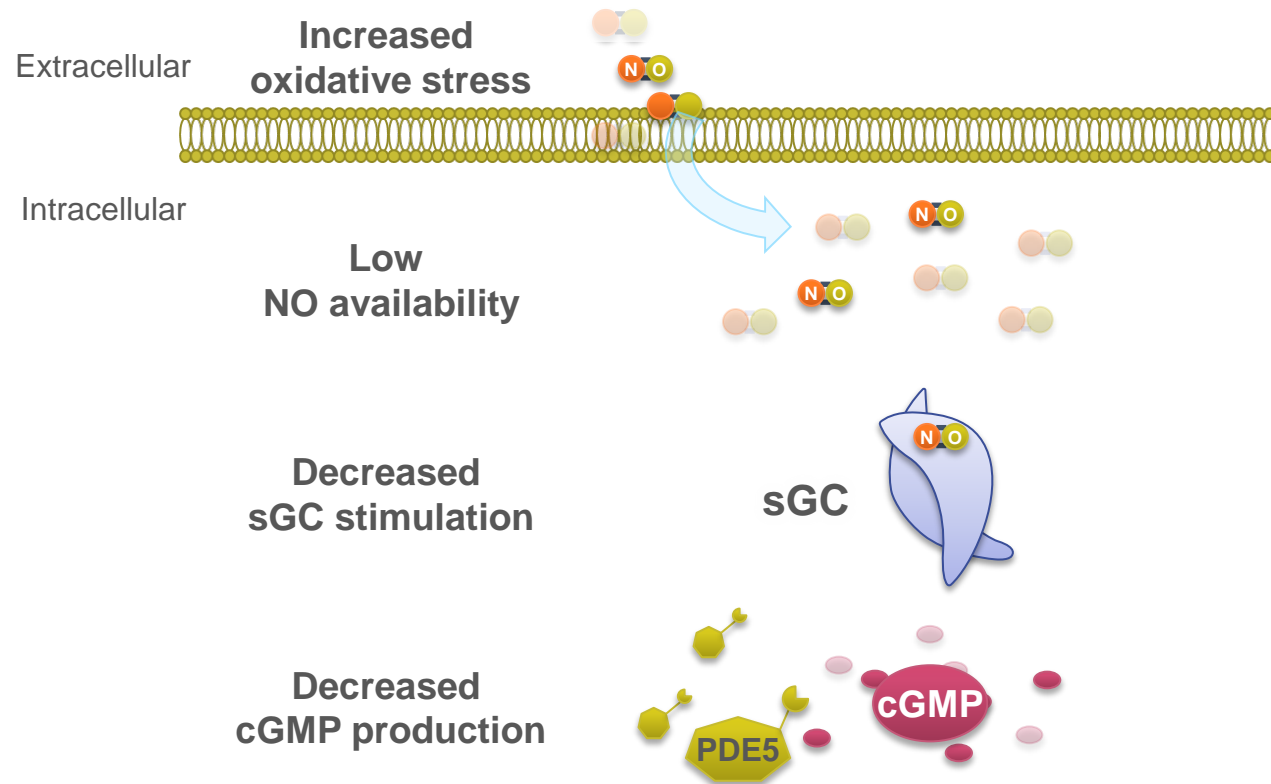 Increased
oxidative stress
Extracellular
N O
Intracellular
Low
NO availability
N O
N O
Decreased
sGC stimulation
sGC
N O
Decreased
cGMP production
cGMP
PDE5